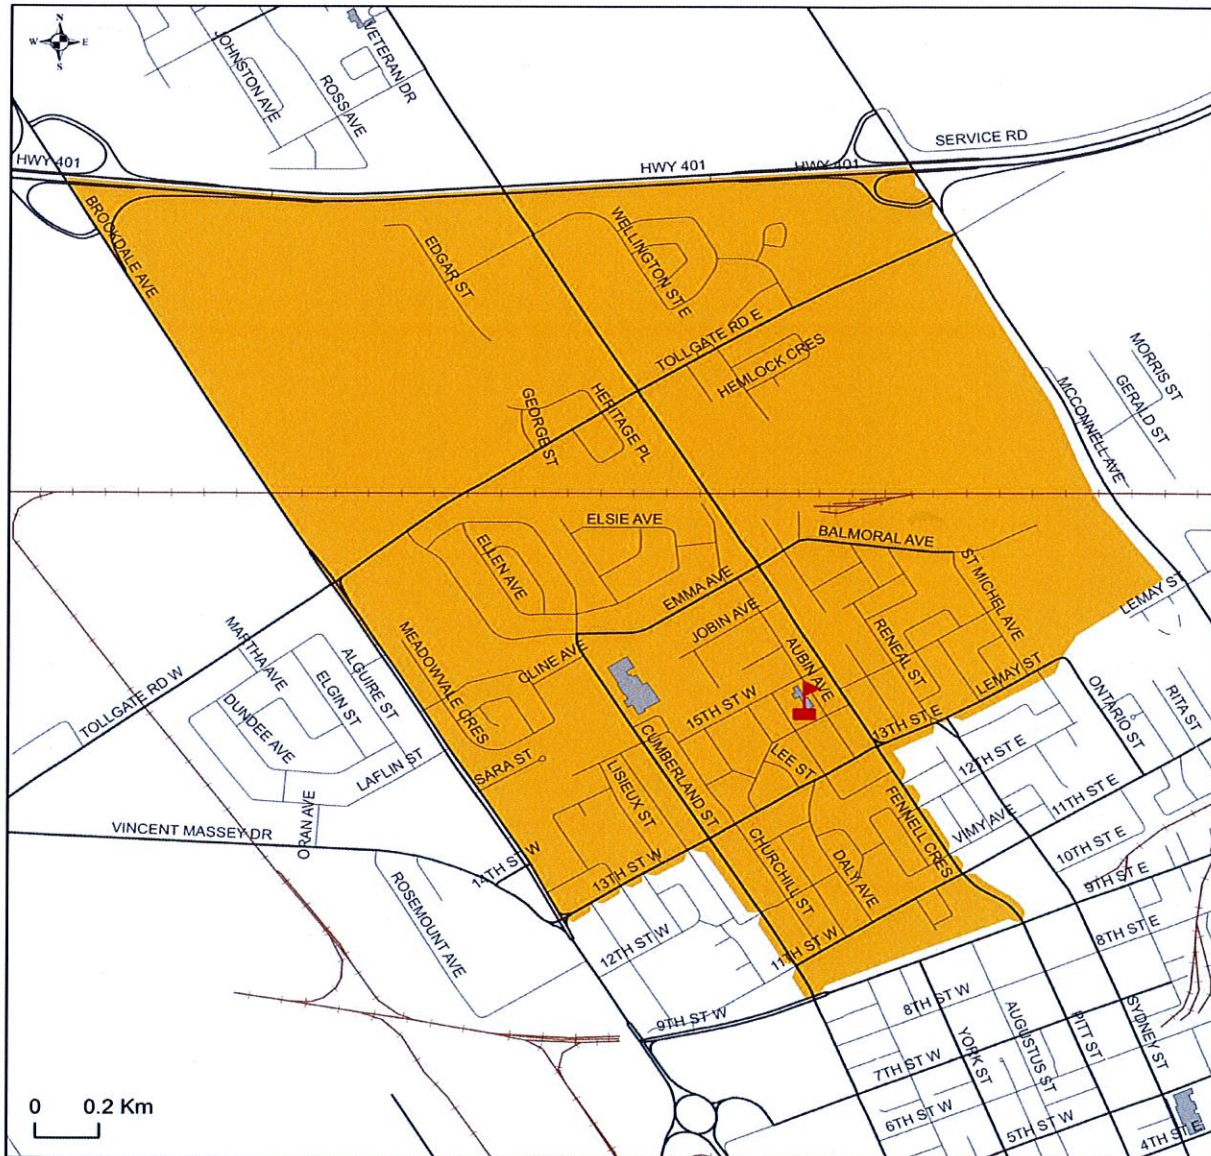 N
W E
S
JOHNSTON AVE
ROSS AVE
VETERAN DR
SERVICE RD
HWY 401
HWY 401
HWY 401
BROOKDALE AVE
EDGAR ST
WELLINGTON ST E
TOLLGATE RD E
HEMLOCK CRES
MORRIS ST
GERALD ST
MCCONNELL AVE
GEORGE ST
HERITAGE PL
ELSIE AVE
BALMORAL AVE
ELLEN AVE
EMMA AVE
ST MICHEL AVE
LEMAY ST
JOBIN AVE
MARTHA AVE
ALGUIRE ST
MEADOWVALE CRES
CLINE AVE
AUBIN AVE
RENEAL ST
LEMAY ST
TOLLGATE RD W
ELGIN ST
DUNDEE AVE
15TH ST W
13TH ST E
ONTARIO ST
RITA ST
LAFLIN ST
SARA ST
CUMBERLAND ST
LEE ST
12TH ST E
LISIEUX ST
FENNELL CRES
11TH ST E
VINCENT MASSEY DR
ORAN AVE
VIMY AVE
CHURCHILL ST
DALY AVE
10TH ST E
14TH ST W
13TH ST W
9TH ST E
ROSEMOUNT AVE
12TH ST W
11TH ST W
8TH ST E
8TH ST W
9TH ST W
YORK ST
AUGUSTUS ST
PITT ST
SYDNEY ST
7TH ST W
6TH ST W
5TH ST W
4TH ST E
0 0.2 Km